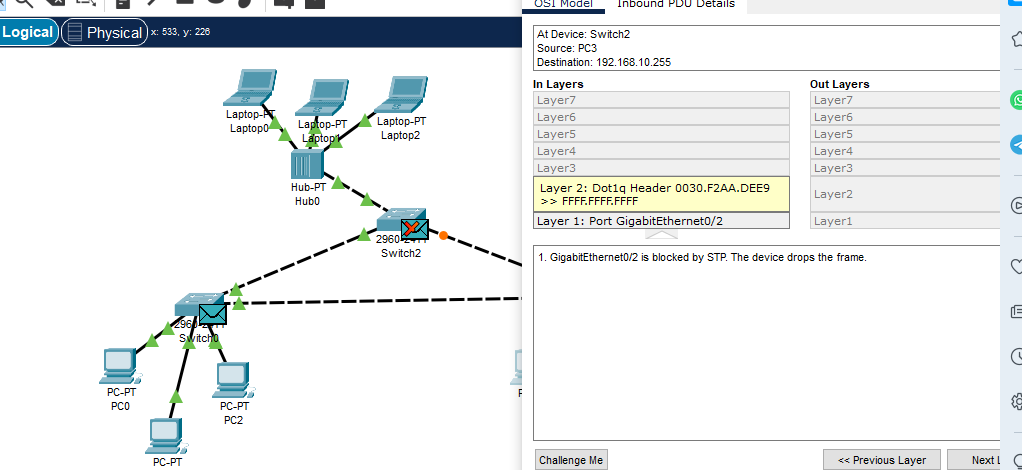 OSI Model
Inbound PDU Details
Logical
Physical
x: 533, y: 226
At Device: Switch2
Source: PC3
Destination: 192.168.10.255
In Layers
Out Layers
Layer7
Layer7
Layer6
Layer6
Layer5
Layer5
Layer4
Layer4
Layer3
Layer3
Layer 2: Dot1q Header 0030.F2AA.DEE9
>> FFFF.FFFF.FFFF
Layer2
Layer 1: Port GigabitEthernet0/2
Layer1
1. GigabitEthernet0/2 is blocked by STP. The device drops the frame.
Laptop-PT
Laptop0
Laptop-PT
Laptop1
Laptop-PT
Laptop2
Hub-PT
Hub0
2960-24TT
Switch2
2960-24TT
Switch0
PC-PT
PC0
PC-PT
PC2
PC-PT
Challenge Me
<< Previous Layer
Next L